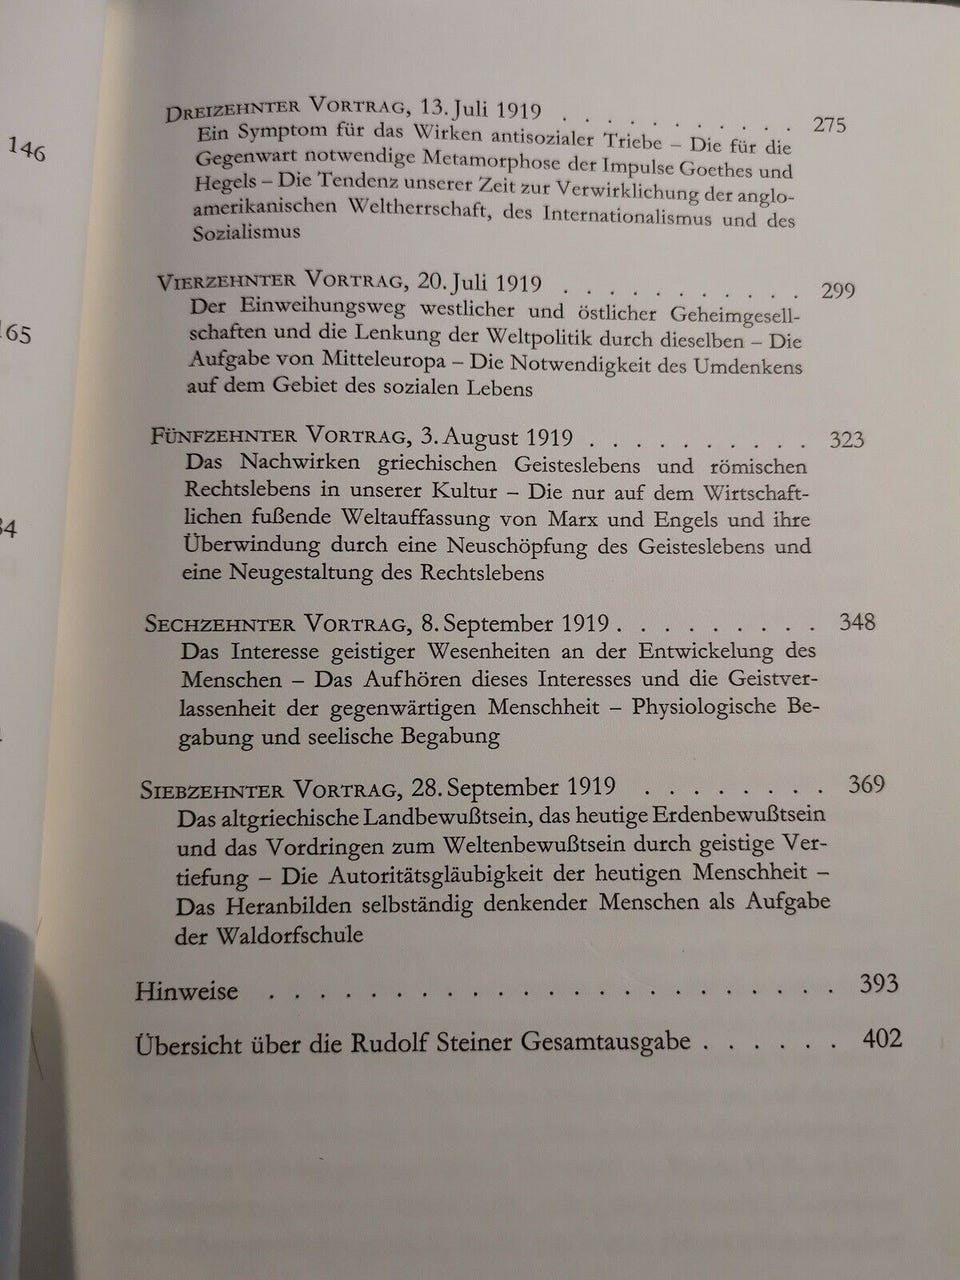 146
165
34
Dreizehnter Vortrag, 13. Juli 1919 . . . . . . . . . . 275
Ein Symptom für das Wirken antisozialer Triebe – Die für die
Gegenwart notwendige Metamorphose der Impulse Goethes und
Hegels – Die Tendenz unserer Zeit zur Verwirklichung der anglo-
amerikanischen Weltherrschaft, des Internationalismus und des
Sozialismus
Vierzehnter Vortrag, 20. Juli 1919 . . . . . . . . . . 299
Der Einweihungsweg westlicher und östlicher Geheimgesell-
schaften und die Lenkung der Weltpolitik durch dieselben – Die
Aufgabe von Mitteleuropa – Die Notwendigkeit des Umdenkens
auf dem Gebiet des sozialen Lebens
Fünfzehnter Vortrag, 3. August 1919 . . . . . . . . . . 323
Das Nachwirken griechischen Geisteslebens und römischen
Rechtslebens in unserer Kultur – Die nur auf dem Wirtschaft-
lichen fußende Weltauffassung von Marx und Engels und ihre
Überwindung durch eine Neuschöpfung des Geisteslebens und
eine Neugestaltung des Rechtslebens
Sechzehnter Vortrag, 8. September 1919 . . . . . . . . . 348
Das Interesse geistiger Wesenheiten an der Entwickelung des
Menschen – Das Aufhören dieses Interesses und die Geistver-
lassenheit der gegenwärtigen Menschheit – Physiologische Be-
gabung und seelische Begabung
Siebzehnter Vortrag, 28. September 1919 . . . . . . . . 369
Das altgriechische Landbewußtsein, das heutige Erdenbewußtsein
und das Vordringen zum Weltenbewußtsein durch geistige Ver-
tiefung – Die Autoritätsgläubigkeit der heutigen Menschheit –
Das Heranbilden selbständig denkender Menschen als Aufgabe
der Waldorfschule
Hinweise . . . . . . . . . . . . . . . . . . . . . . . 393
Übersicht über die Rudolf Steiner Gesamtausgabe . . . . . . 402